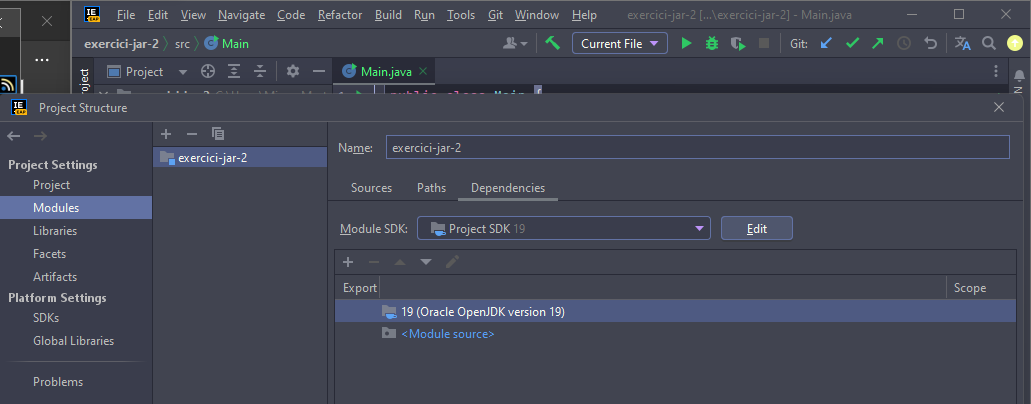 File Edit View Navigate Code Refactor Build Run Tools Git Window Help exercici-jar-2 [...\exercici-jar-2] - Main.java
exercici-jar-2 src Main Current File Git:
Project Main.java
public class Main {
Project Structure
Name: exercici-jar-2
exercici-jar-2
Project Settings
Project
Modules
Libraries
Facets
Artifacts
Platform Settings
SDKs
Global Libraries
Problems
Sources Paths Dependencies
Module SDK: Project SDK 19 Edit
Export Scope
19 (Oracle OpenJDK version 19)
<Module source>